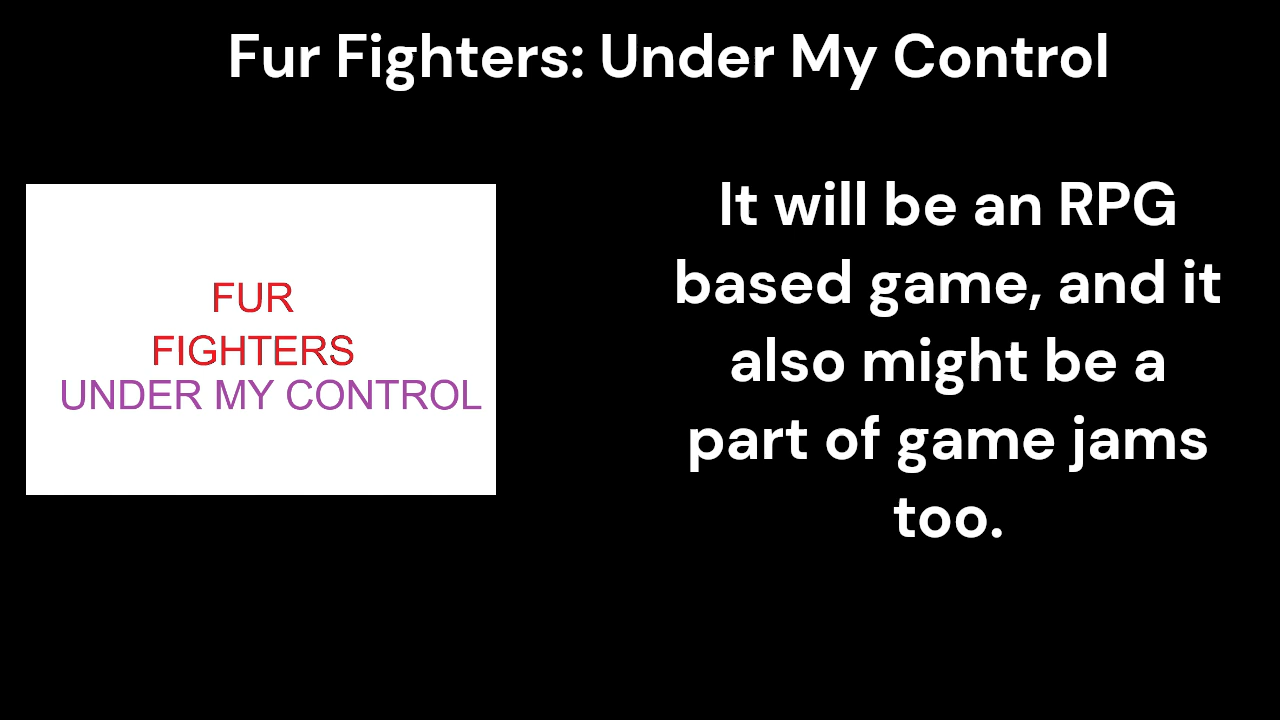 Fur Fighters: Under My Control
FUR
FIGHTERS
UNDER MY CONTROL
It will be an RPG
based game, and it
also might be a
part of game jams
too.